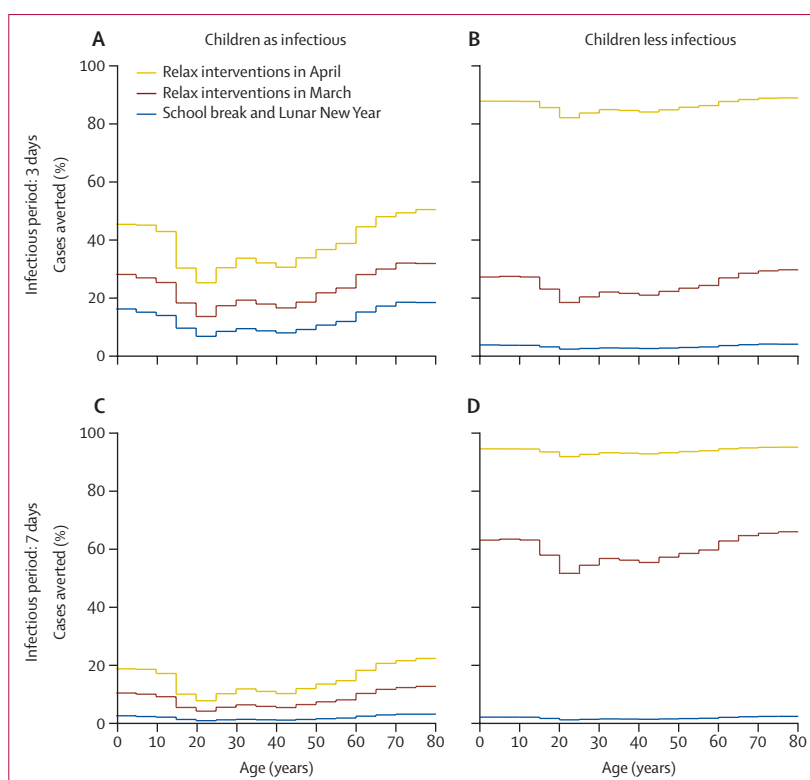 A
Children as infectious
B
Children less infectious
Relax interventions in April
Relax interventions in March
School break and Lunar New Year
Infectious period: 3 days
Cases averted (%)
100
80
60
40
20
0
C
D
Infectious period: 7 days
Cases averted (%)
100
80
60
40
20
0
0 10 20 30 40 50 60 70 80
Age (years)
0 10 20 30 40 50 60 70 80
Age (years)